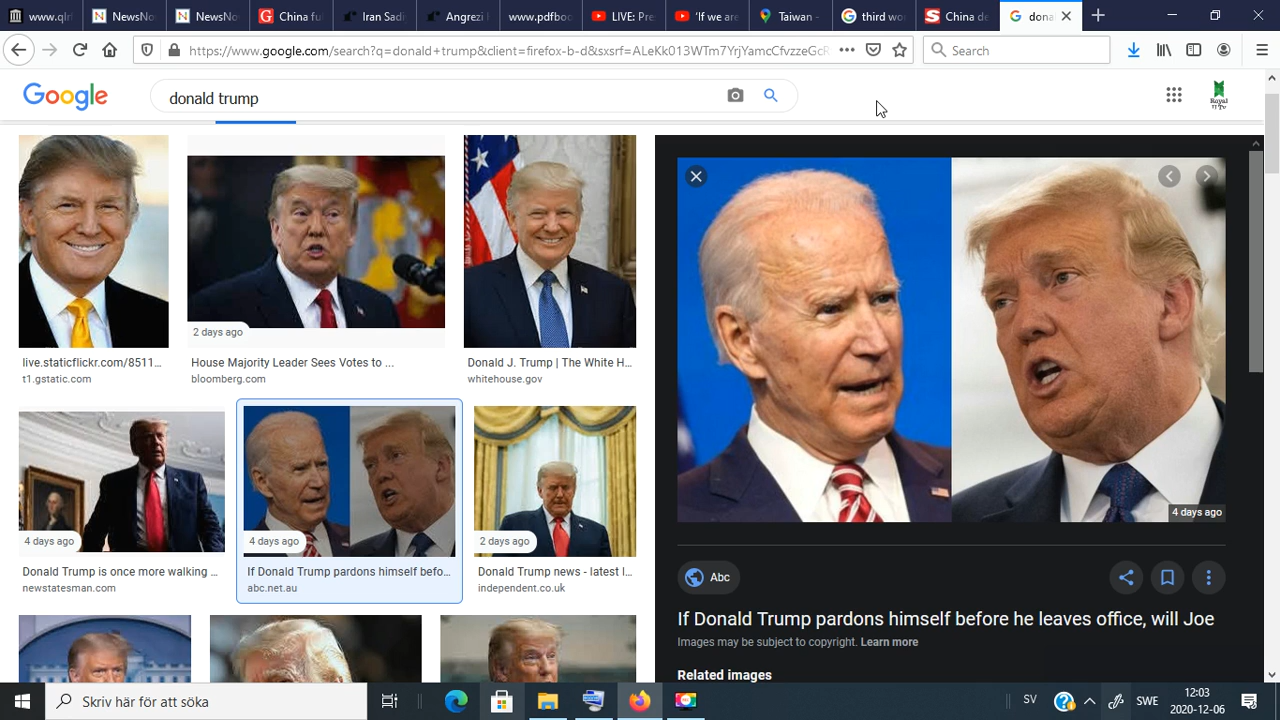 www.qlr
NewsNo
NewsNo
China fu
Iran Sadi
Angrezi
www.pdfboo
LIVE: Pre
'If we are
Taiwan -
third wor
China de
donal
https://www.google.com/search?q=donald+trump&client=firefox-b-d&sxsrf=ALeKk013WTm7YrjYamcCfvzzeGcR
Search
Google
donald trump
Royal
Tv
2 days ago
live.staticflickr.com/8511...
t1.gstatic.com
House Majority Leader Sees Votes to ...
bloomberg.com
Donald J. Trump | The White H...
whitehouse.gov
4 days ago
4 days ago
2 days ago
Donald Trump is once more walking ...
newstatesman.com
If Donald Trump pardons himself befo...
abc.net.au
Donald Trump news - latest l...
independent.co.uk
4 days ago
Abc
If Donald Trump pardons himself before he leaves office, will Joe
Images may be subject to copyright. Learn more
Related images
Skriv här för att söka
SV
SWE
12:03
2020-12-06